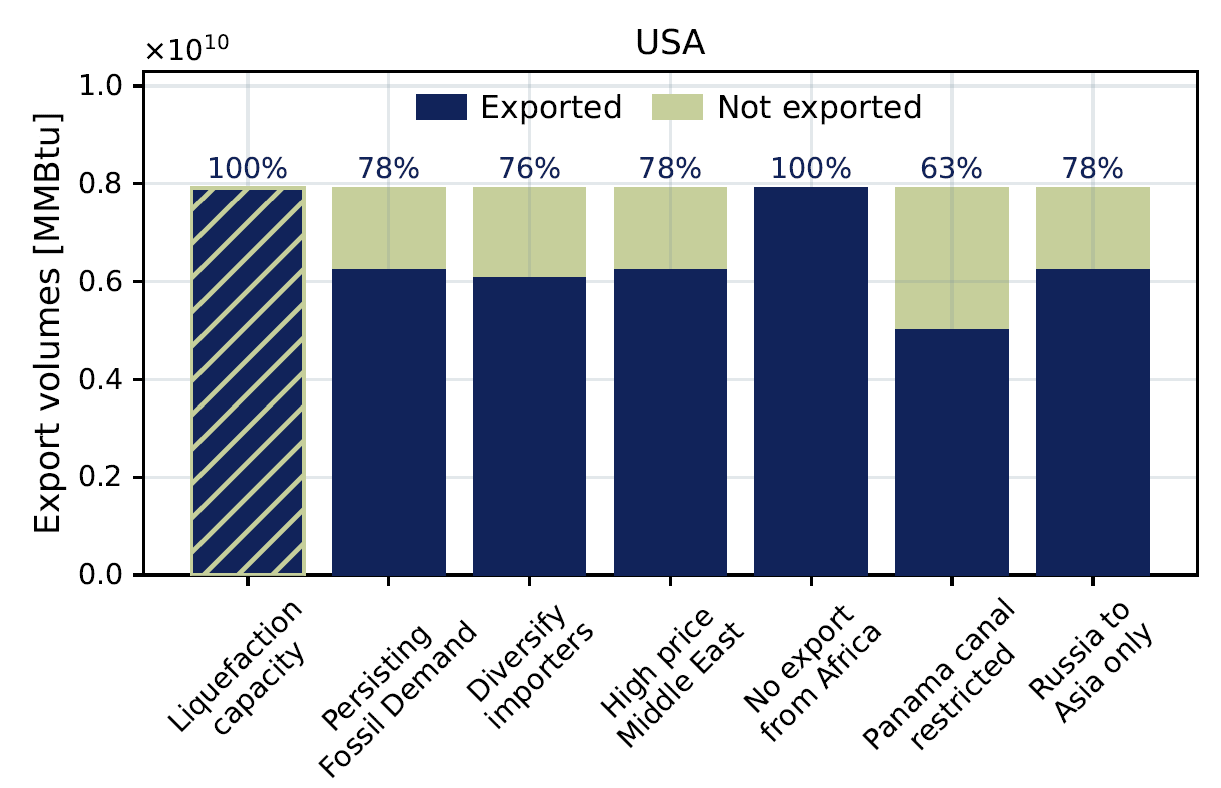 USA
×10¹⁰
Exported
Not exported
Export volumes [MMBtu]
1.0
0.8
0.6
0.4
0.2
0.0
100%
78%
76%
78%
100%
63%
78%
Liquefaction
capacity
Persisting
Fossil Demand
Diversify
importers
High price
Middle East
No export
from Africa
Panama canal
restricted
Russia to
Asia only